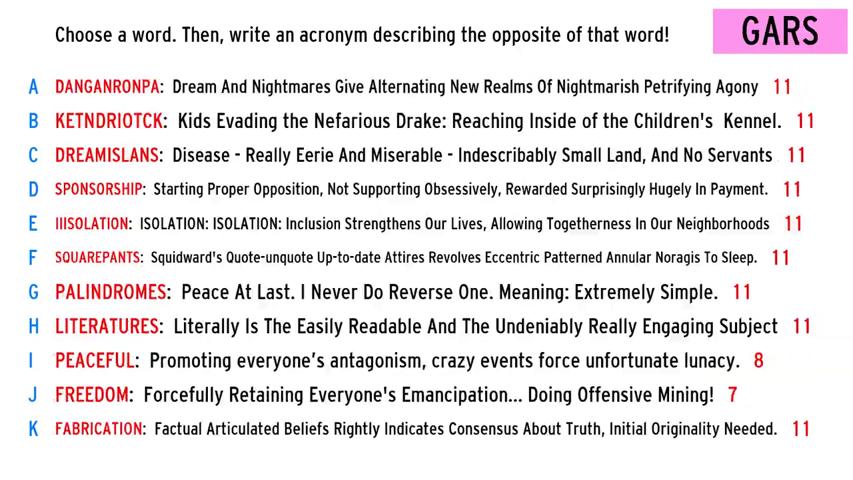 Choose a word. Then, write an acronym describing the opposite of that word!
GARS
A DANGANRONPA: Dream And Nightmares Give Alternating New Realms Of Nightmarish Petrifying Agony 11
B KETNDRIOTCK: Kids Evading the Nefarious Drake: Reaching Inside of the Children's Kennel. 11
C DREAMISLANS: Disease - Really Eerie And Miserable - Indescribably Small Land, And No Servants 11
D SPONSORSHIP: Starting Proper Opposition, Not Supporting Obsessively, Rewarded Surprisingly Hugely In Payment. 11
E IIISOLATION: ISOLATION: ISOLATION: Inclusion Strengthens Our Lives, Allowing Togetherness In Our Neighborhoods 11
F SQUAREPANTS: Squidward's Quote-unquote Up-to-date Attires Revolves Eccentric Patterned Annular Noragis To Sleep. 11
G PALINDROMES: Peace At Last. I Never Do Reverse One. Meaning: Extremely Simple. 11
H LITERATURES: Literally Is The Easily Readable And The Undeniably Really Engaging Subject 11
I PEACEFUL: Promoting everyone's antagonism, crazy events force unfortunate lunacy. 8
J FREEDOM: Forcefully Retaining Everyone's Emancipation... Doing Offensive Mining! 7
K FABRICATION: Factual Articulated Beliefs Rightly Indicates Consensus About Truth, Initial Originality Needed. 11